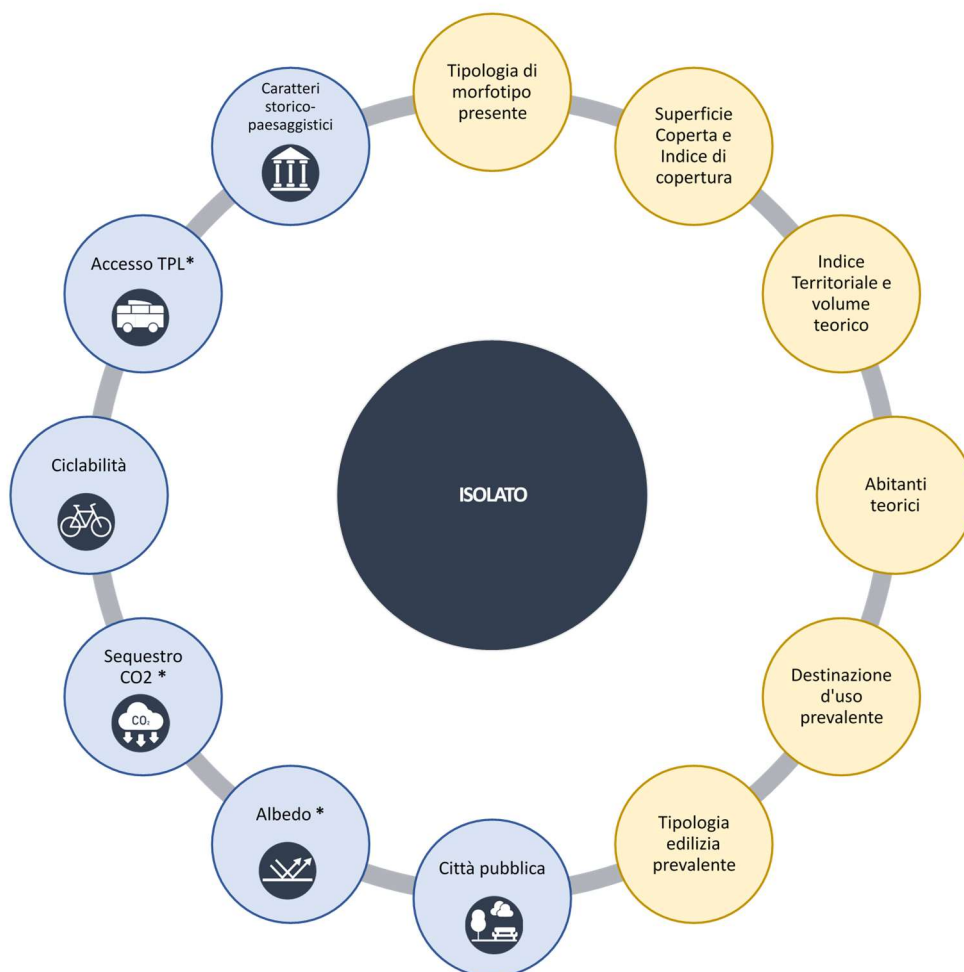 Tipologia di
morfotipo
presente
Superficie
Coperta e
Indice di
copertura
Indice
Territoriale e
volume
teorico
Abitanti
teorici
Destinazione
d'uso
prevalente
Tipologia
edilizia
prevalente
Città pubblica
Albedo *
Sequestro
CO2 *
CO₂
Ciclabilità
Accesso TPL*
Caratteri
storico-
paesaggistici
ISOLATO